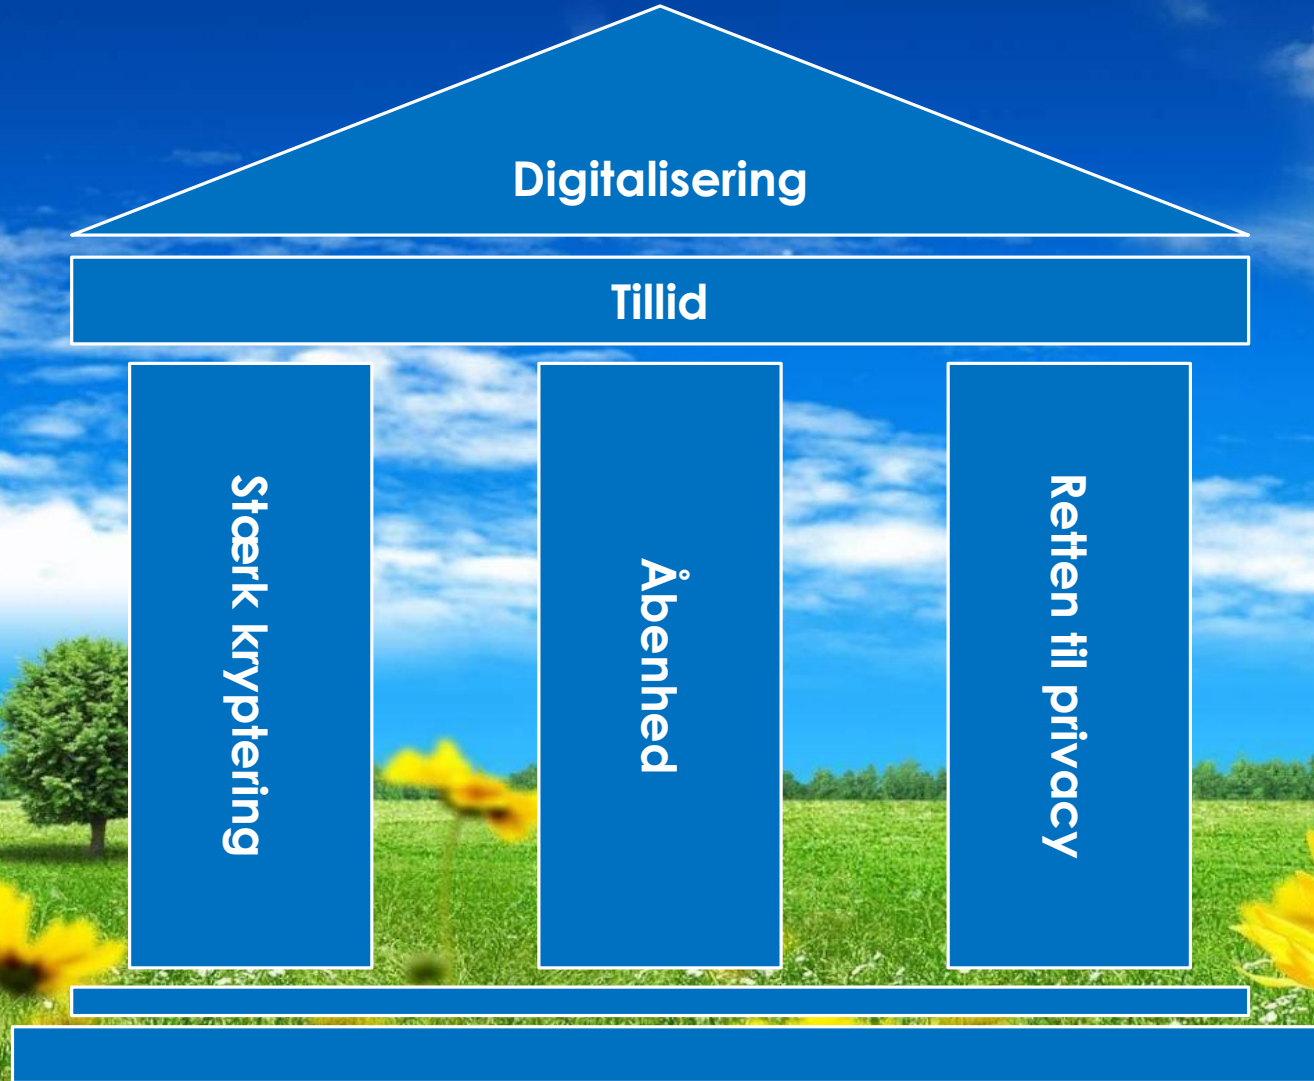 Digitalisering
Tillid
Stærk kryptering
Åbenhed
Retten til privacy